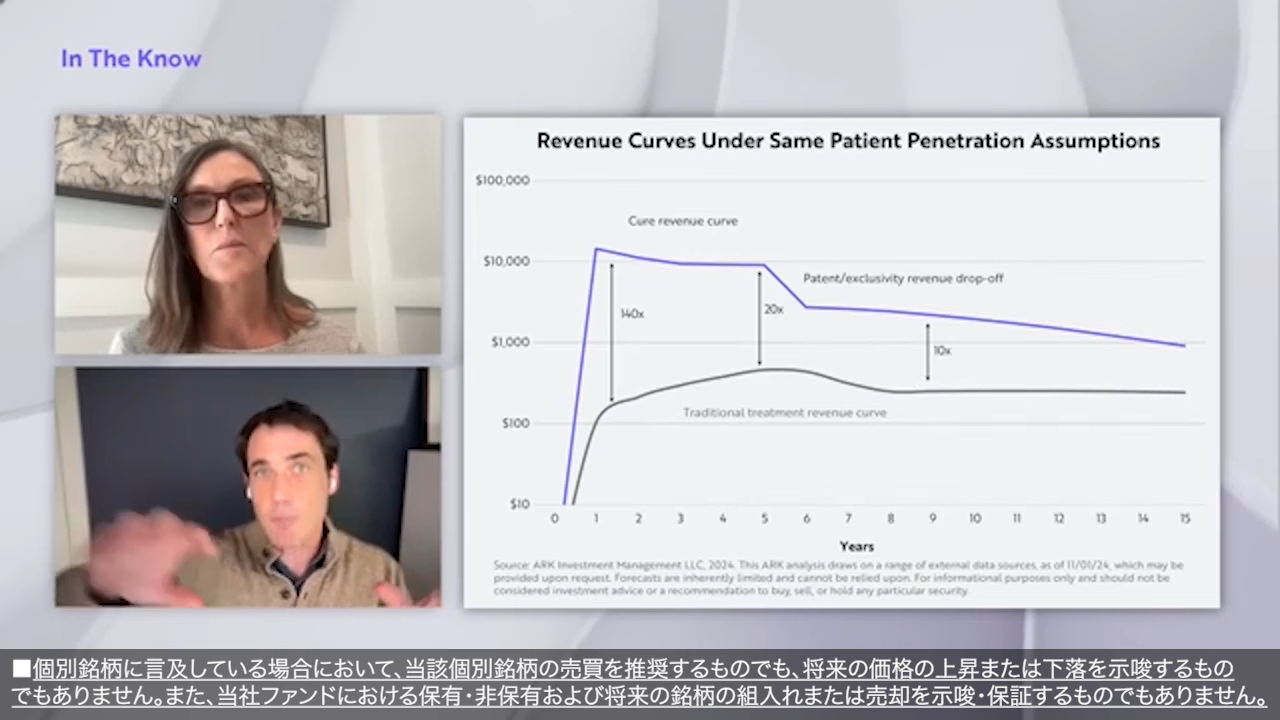 In The Know
Revenue Curves Under Same Patient Penetration Assumptions
$100,000
Cure revenue curve
$10,000
Patent/exclusivity revenue drop-off
140x
20x
$1,000
10x
Traditional treatment revenue curve
$100
$10
0 1 2 3 4 5 6 7 8 9 10 11 12 13 14 15
Years
Source: ARK Investment Management LLC, 2024. This ARK analysis draws on a range of external data sources, as of 11/01/24, which may be
provided upon request. Forecasts are inherently limited and cannot be relied upon. For informational purposes only and should not be
considered investment advice or a recommendation to buy, sell, or hold any particular security.
■個別銘柄に言及している場合において、当該個別銘柄の売買を推奨するものでも、将来の価格の上昇または下落を示唆するもの
でもありません。また、当社ファンドにおける保有・非保有および将来の銘柄の組入れまたは売却を示唆・保証するものでもありません。